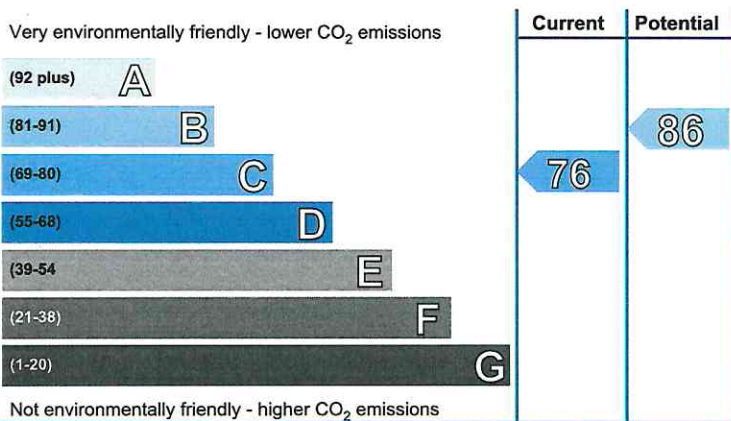 Very environmentally friendly - lower CO₂ emissions
Current
Potential
(92 plus) A
(81-91) B
86
(69-80) C
76
(55-68) D
(39-54 E
(21-38) F
(1-20) G
Not environmentally friendly - higher CO₂ emissions